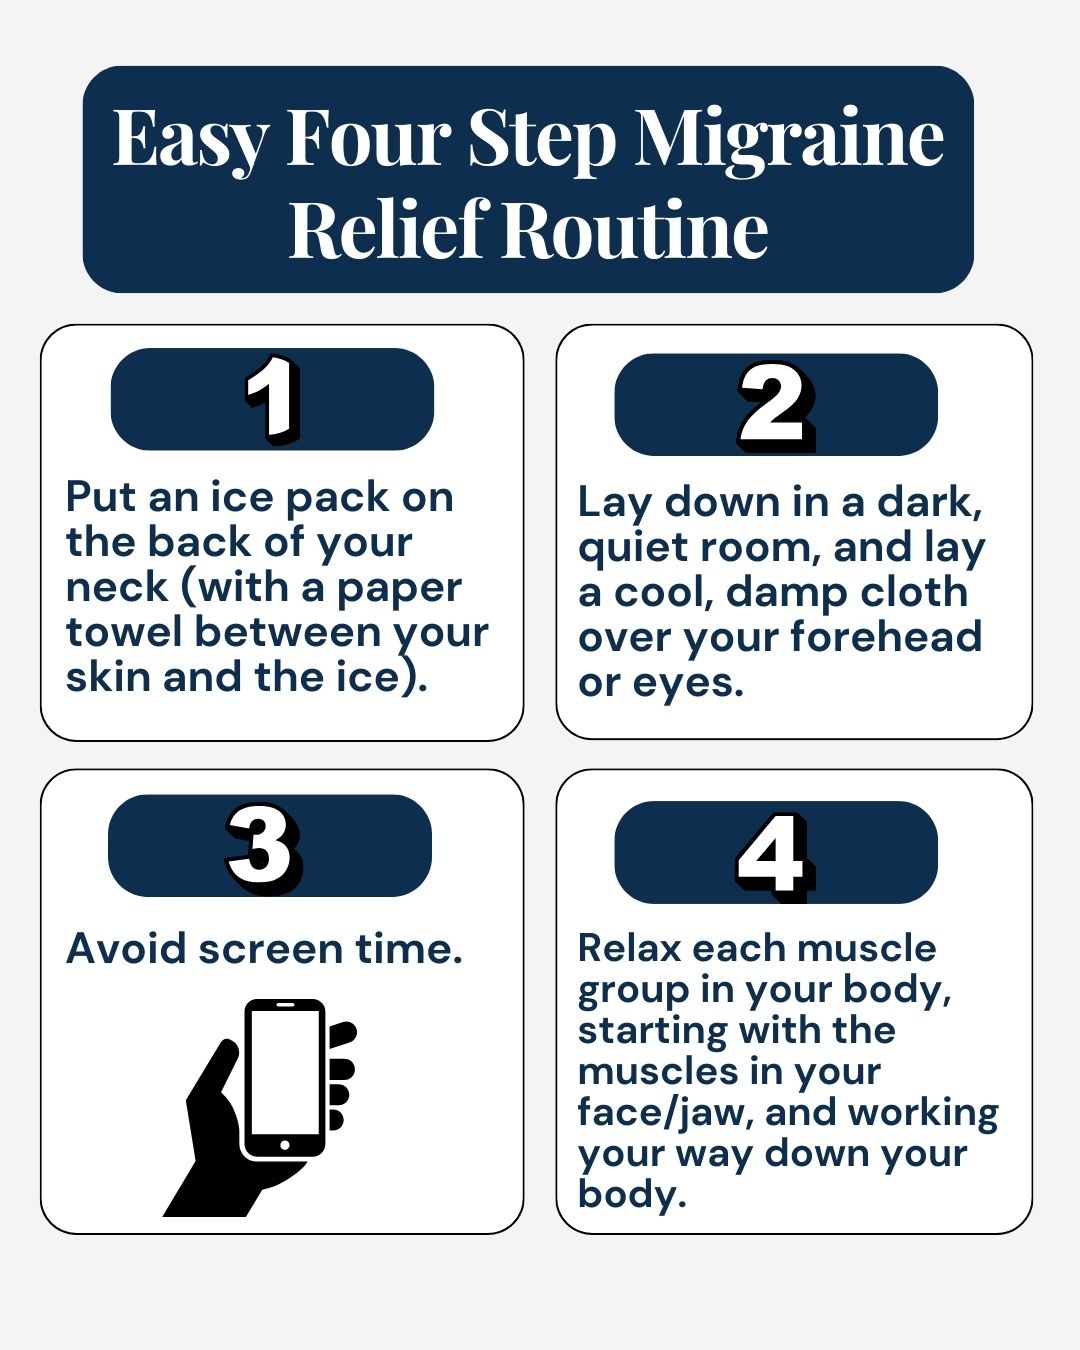 Easy Four Step Migraine
Relief Routine
1
Put an ice pack on
the back of your
neck (with a paper
towel between your
skin and the ice).
2
Lay down in a dark,
quiet room, and lay
a cool, damp cloth
over your forehead
or eyes.
3
Avoid screen time.
4
Relax each muscle
group in your body,
starting with the
muscles in your
face/jaw, and working
your way down your
body.